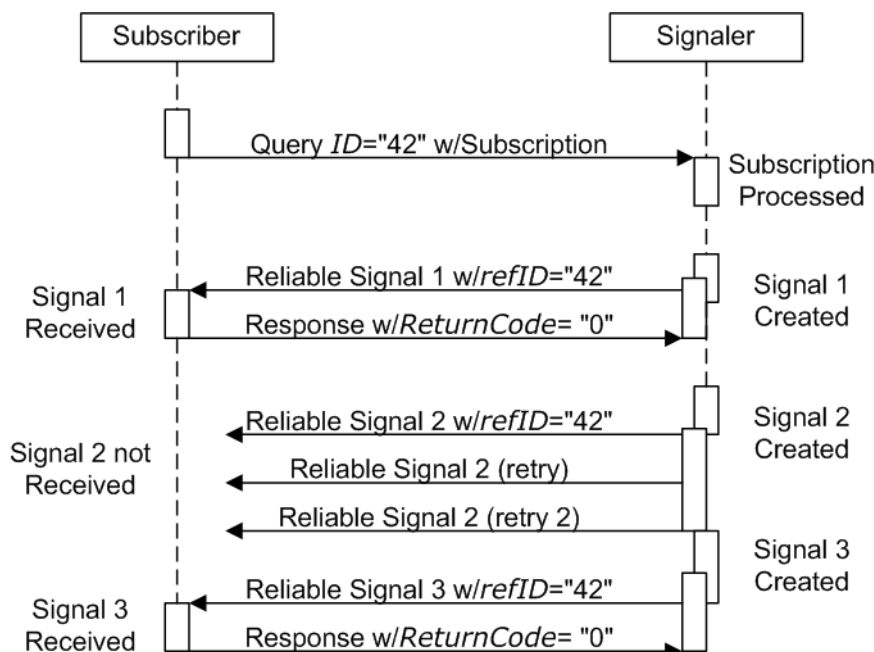 Subscriber
Signaler
Query ID="42" w/Subscription
Subscription
Processed
Reliable Signal 1 w/refID="42"
Signal 1
Received
Signal 1
Created
Response w/ReturnCode= "0"
Reliable Signal 2 w/refID="42"
Signal 2
Created
Signal 2 not
Received
Reliable Signal 2 (retry)
Reliable Signal 2 (retry 2)
Signal 3
Created
Reliable Signal 3 w/refID="42"
Signal 3
Received
Response w/ReturnCode= "0"